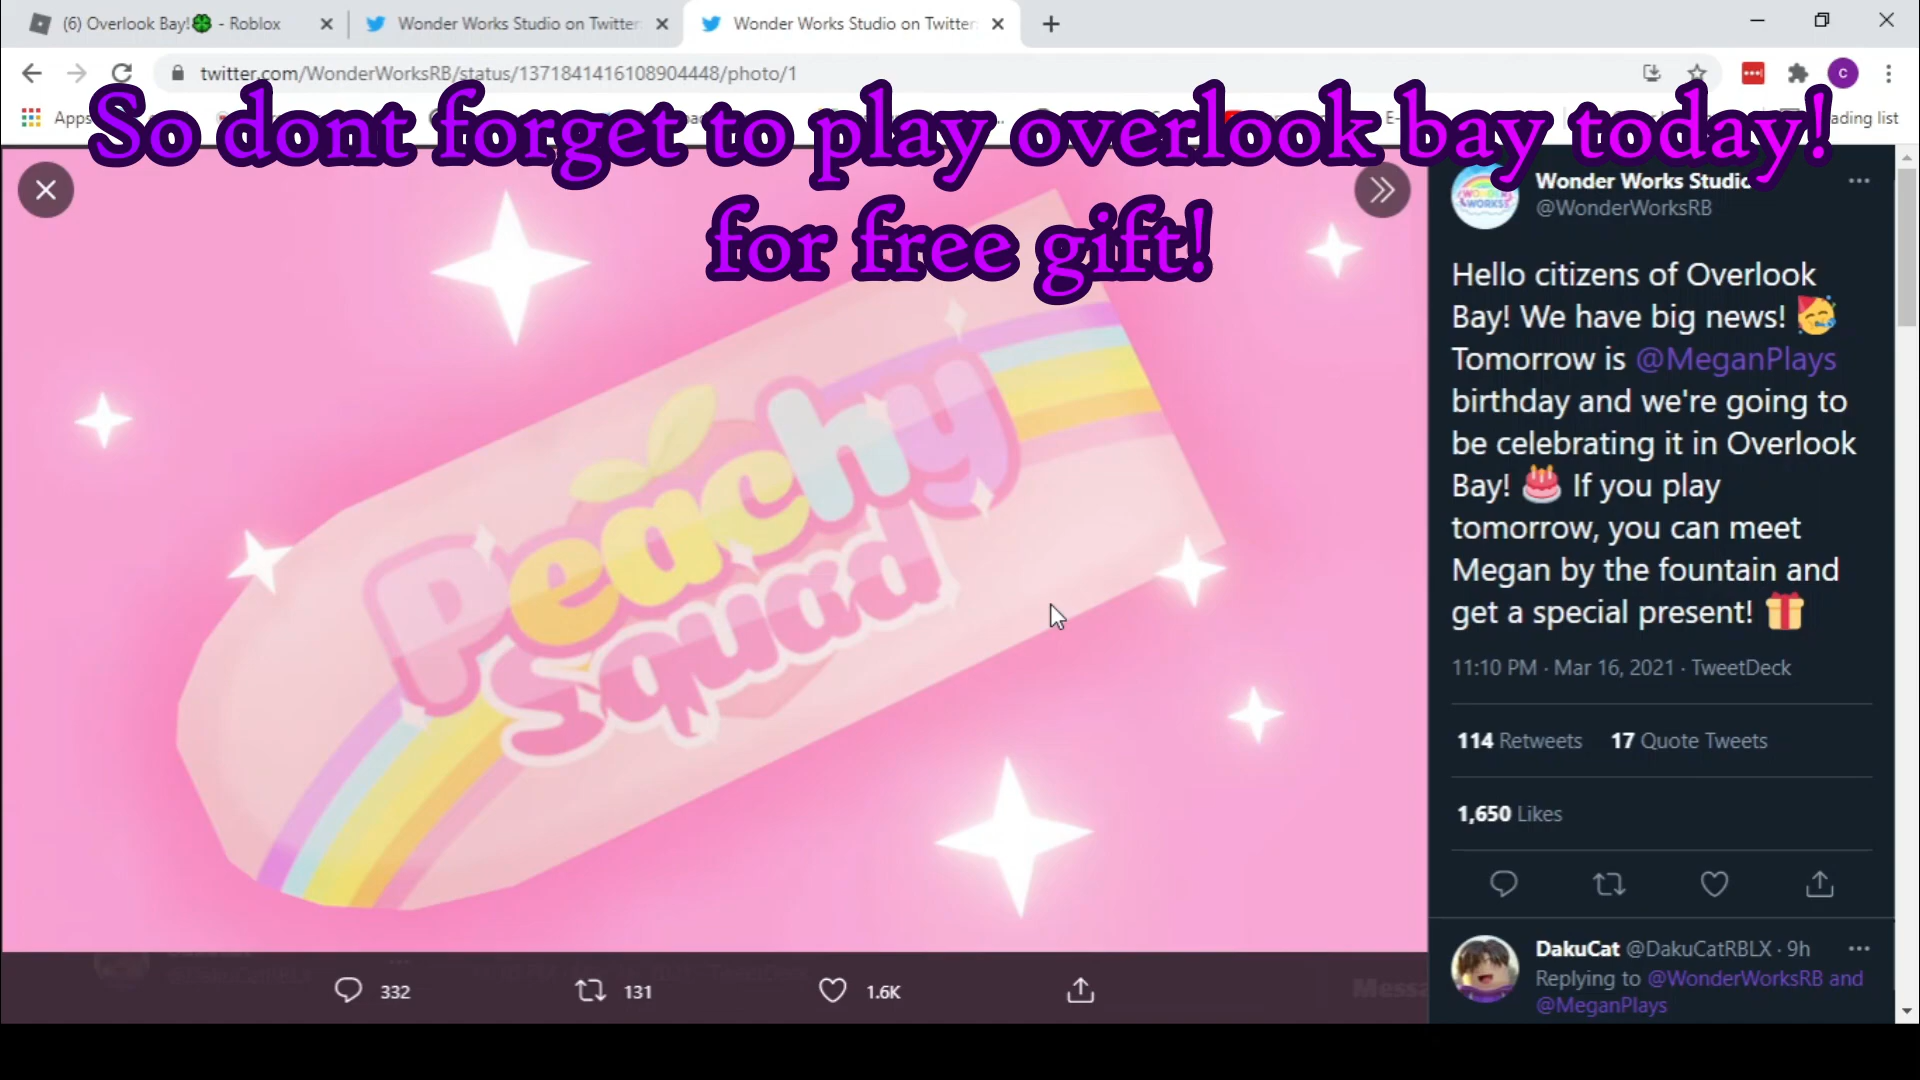 (6) Overlook Bay!🍀 - Roblox
Wonder Works Studio on Twitter
Wonder Works Studio on Twitter
twitter.com/WonderWorksRB/status/1371841416108904448/photo/1
Apps
ading list
So dont forget to play overlook bay today!
for free gift!
Peachy
Squad
Wonder Works Studio
@WonderWorksRB
Hello citizens of Overlook
Bay! We have big news! 🥳
Tomorrow is @MeganPlays
birthday and we're going to
be celebrating it in Overlook
Bay! 🎂 If you play
tomorrow, you can meet
Megan by the fountain and
get a special present! 🎁
11:10 PM · Mar 16, 2021 · TweetDeck
114 Retweets 17 Quote Tweets
1,650 Likes
DakuCat @DakuCatRBLX · 9h
Replying to @WonderWorksRB and
@MeganPlays
332 131 1.6K